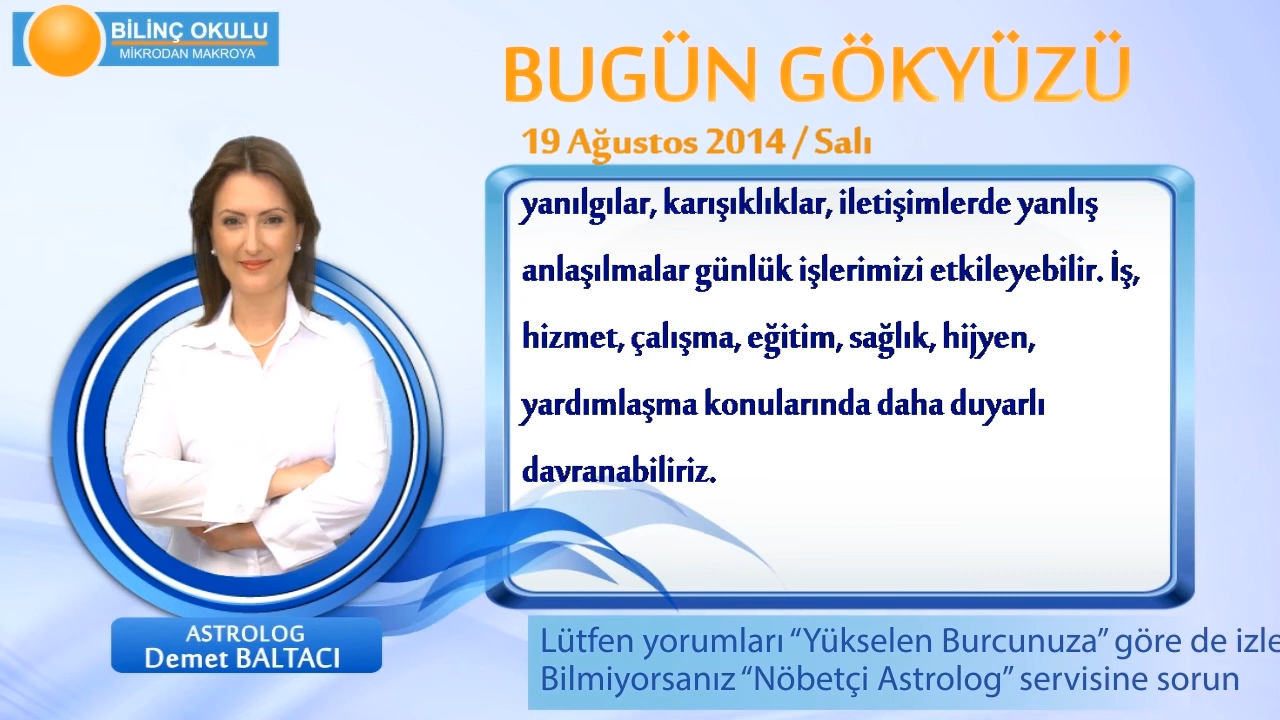 BİLİNÇ OKULU
MİKRODAN MAKROYA
BUGÜN GÖKYÜZÜ
19 Ağustos 2014 / Salı
yanılgılar, karışıklıklar, iletişimlerde yanlış
anlaşılmalar günlük işlerimizi etkileyebilir. İş,
hizmet, çalışma, eğitim, sağlık, hijyen,
yardımlaşma konularında daha duyarlı
davranabiliriz.
ASTROLOG
Demet BALTACI
Lütfen yorumları “Yükselen Burcunuza” göre de izle
Bilmiyorsanız “Nöbetçi Astrolog” servisine sorun